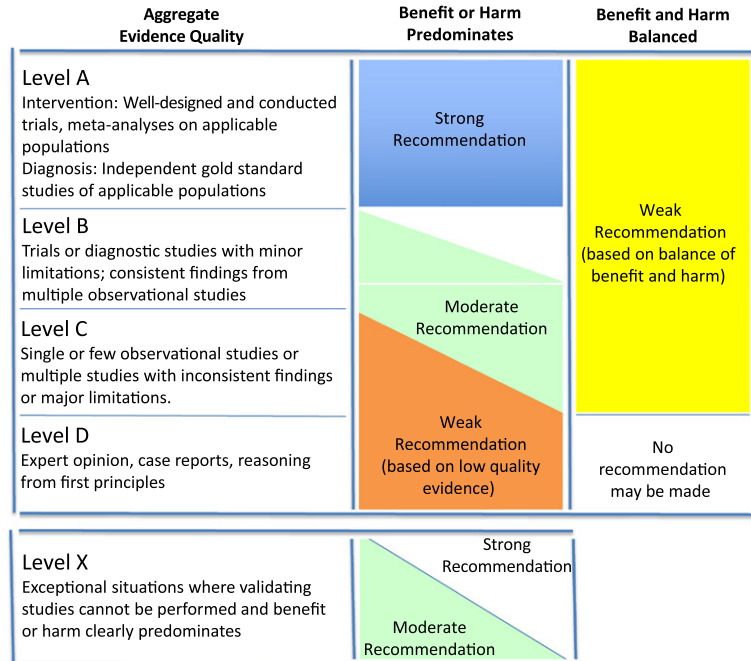 Aggregate
Evidence Quality
Benefit or Harm
Predominates
Benefit and Harm
Balanced
Level A
Intervention: Well-designed and conducted
trials, meta-analyses on applicable
populations
Diagnosis: Independent gold standard
studies of applicable populations
Strong
Recommendation
Weak
Recommendation
(based on balance of
benefit and harm)
Level B
Trials or diagnostic studies with minor
limitations; consistent findings from
multiple observational studies
Moderate
Recommendation
Level C
Single or few observational studies or
multiple studies with inconsistent findings
or major limitations.
Level D
Expert opinion, case reports, reasoning
from first principles
Weak
Recommendation
(based on low quality
evidence)
No
recommendation
may be made
Level X
Exceptional situations where validating
studies cannot be performed and benefit
or harm clearly predominates
Strong
Recommendation
Moderate
Recommendation